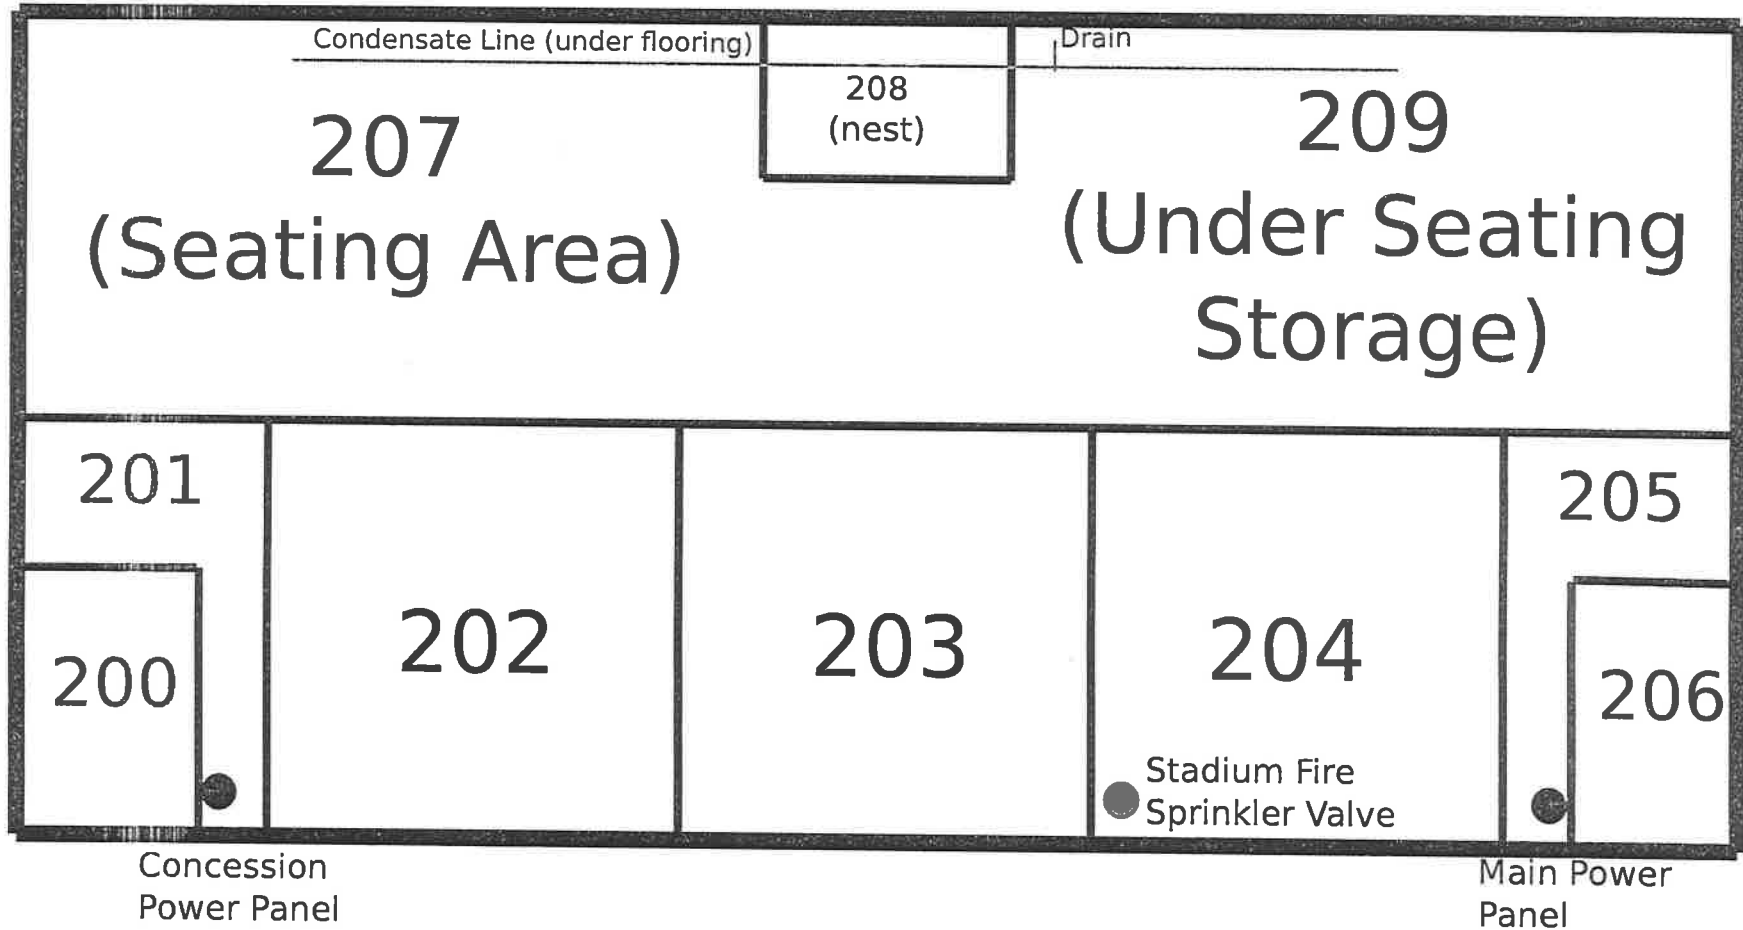 Condensate Line (under flooring)
Drain
208
(nest)
207
(Seating Area)
209
(Under Seating
Storage)
201
205
200
202
203
204
206
Stadium Fire
Sprinkler Valve
Concession
Power Panel
Main Power
Panel